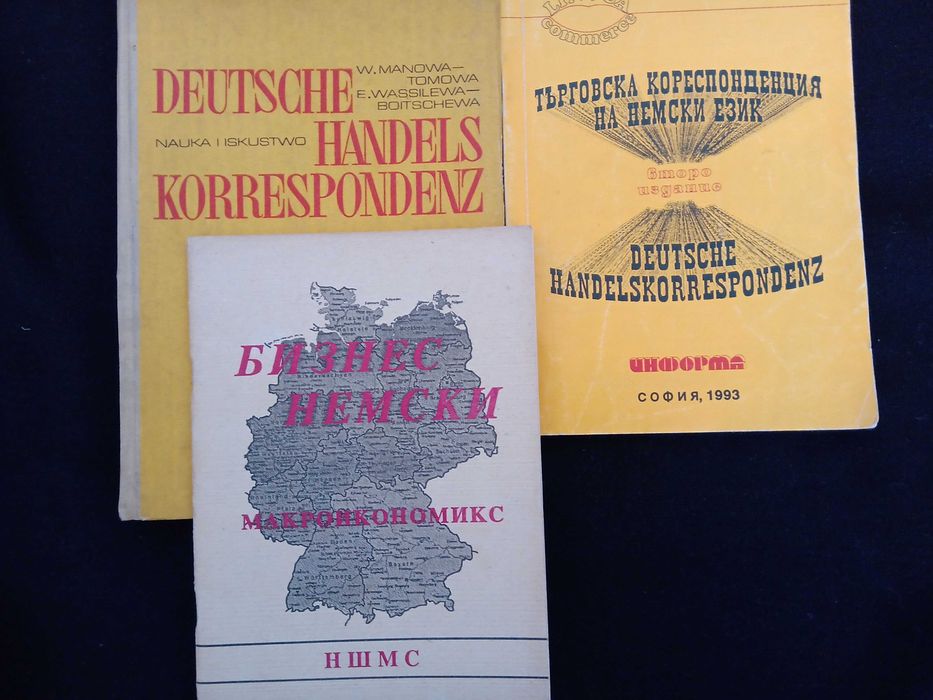 DEUTSCHE
W. MANOWA–
TOMOWA
E. WASSILEWA–
BOITSCHEWA
NAUKA I ISKUSTWO
HANDELS
KORRESPONDENZ
commerce
ТЪРГОВСКА КОРЕСПОНДЕНЦИЯ
НА НЕМСКИ ЕЗИК
второ
издание
DEUTSCHE
HANDELSKORRESPONDENZ
ИНФОРМА
СОФИЯ, 1993
БИЗНЕС
НЕМСКИ
МАКРОИКОНОМИКС
НШМС